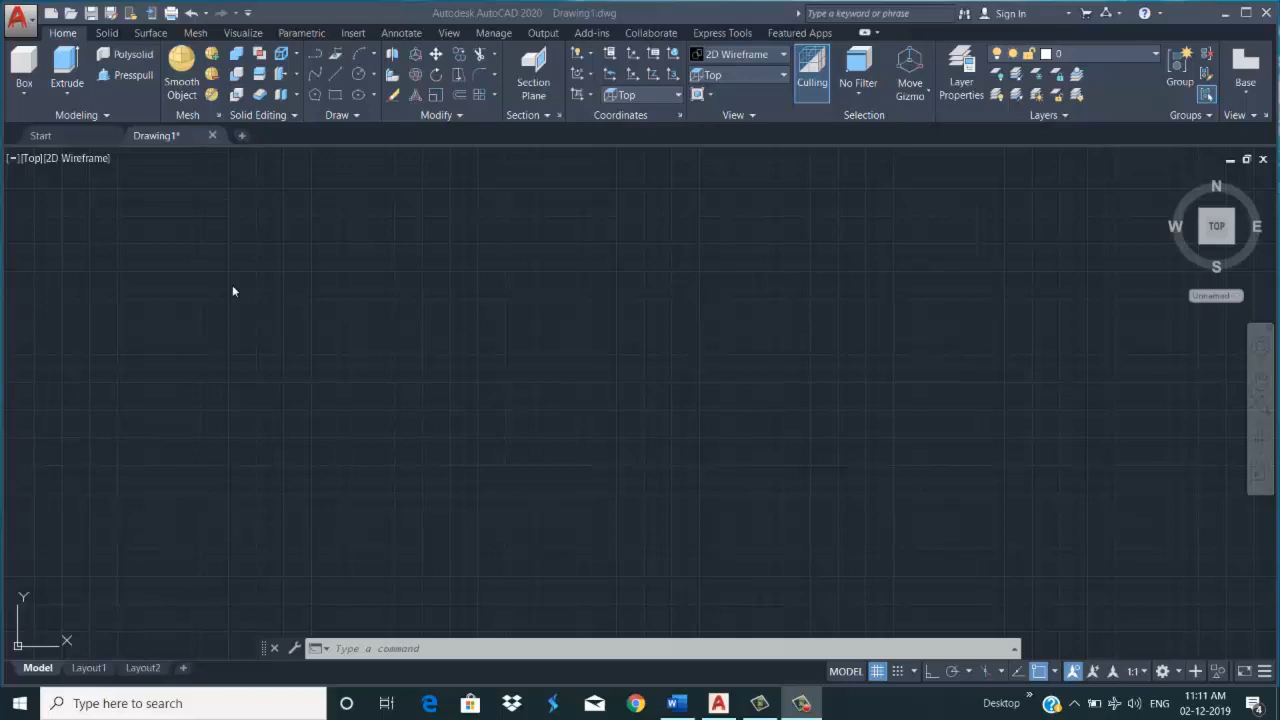 Autodesk AutoCAD 2020 Drawing1.dwg
Type a keyword or phrase
Sign In
Home Solid Surface Mesh Visualize Parametric Insert Annotate View Manage Output Add-ins Collaborate Express Tools Featured Apps
Box
Extrude
Polysolid
Presspull
Smooth
Object
Section
Plane
Top
2D Wireframe
Top
Culling
No Filter
Move
Gizmo
Layer
Properties
0
Group
Base
Modeling Mesh Solid Editing Draw Modify Section Coordinates View Selection Layers Groups View
Start Drawing1*
[−][Top][2D Wireframe]
N
W TOP E
S
Unnamed
Y
X
Type a command
Model Layout1 Layout2
MODEL 1:1
Type here to search
Desktop
ENG
11:11 AM
02-12-2019
4